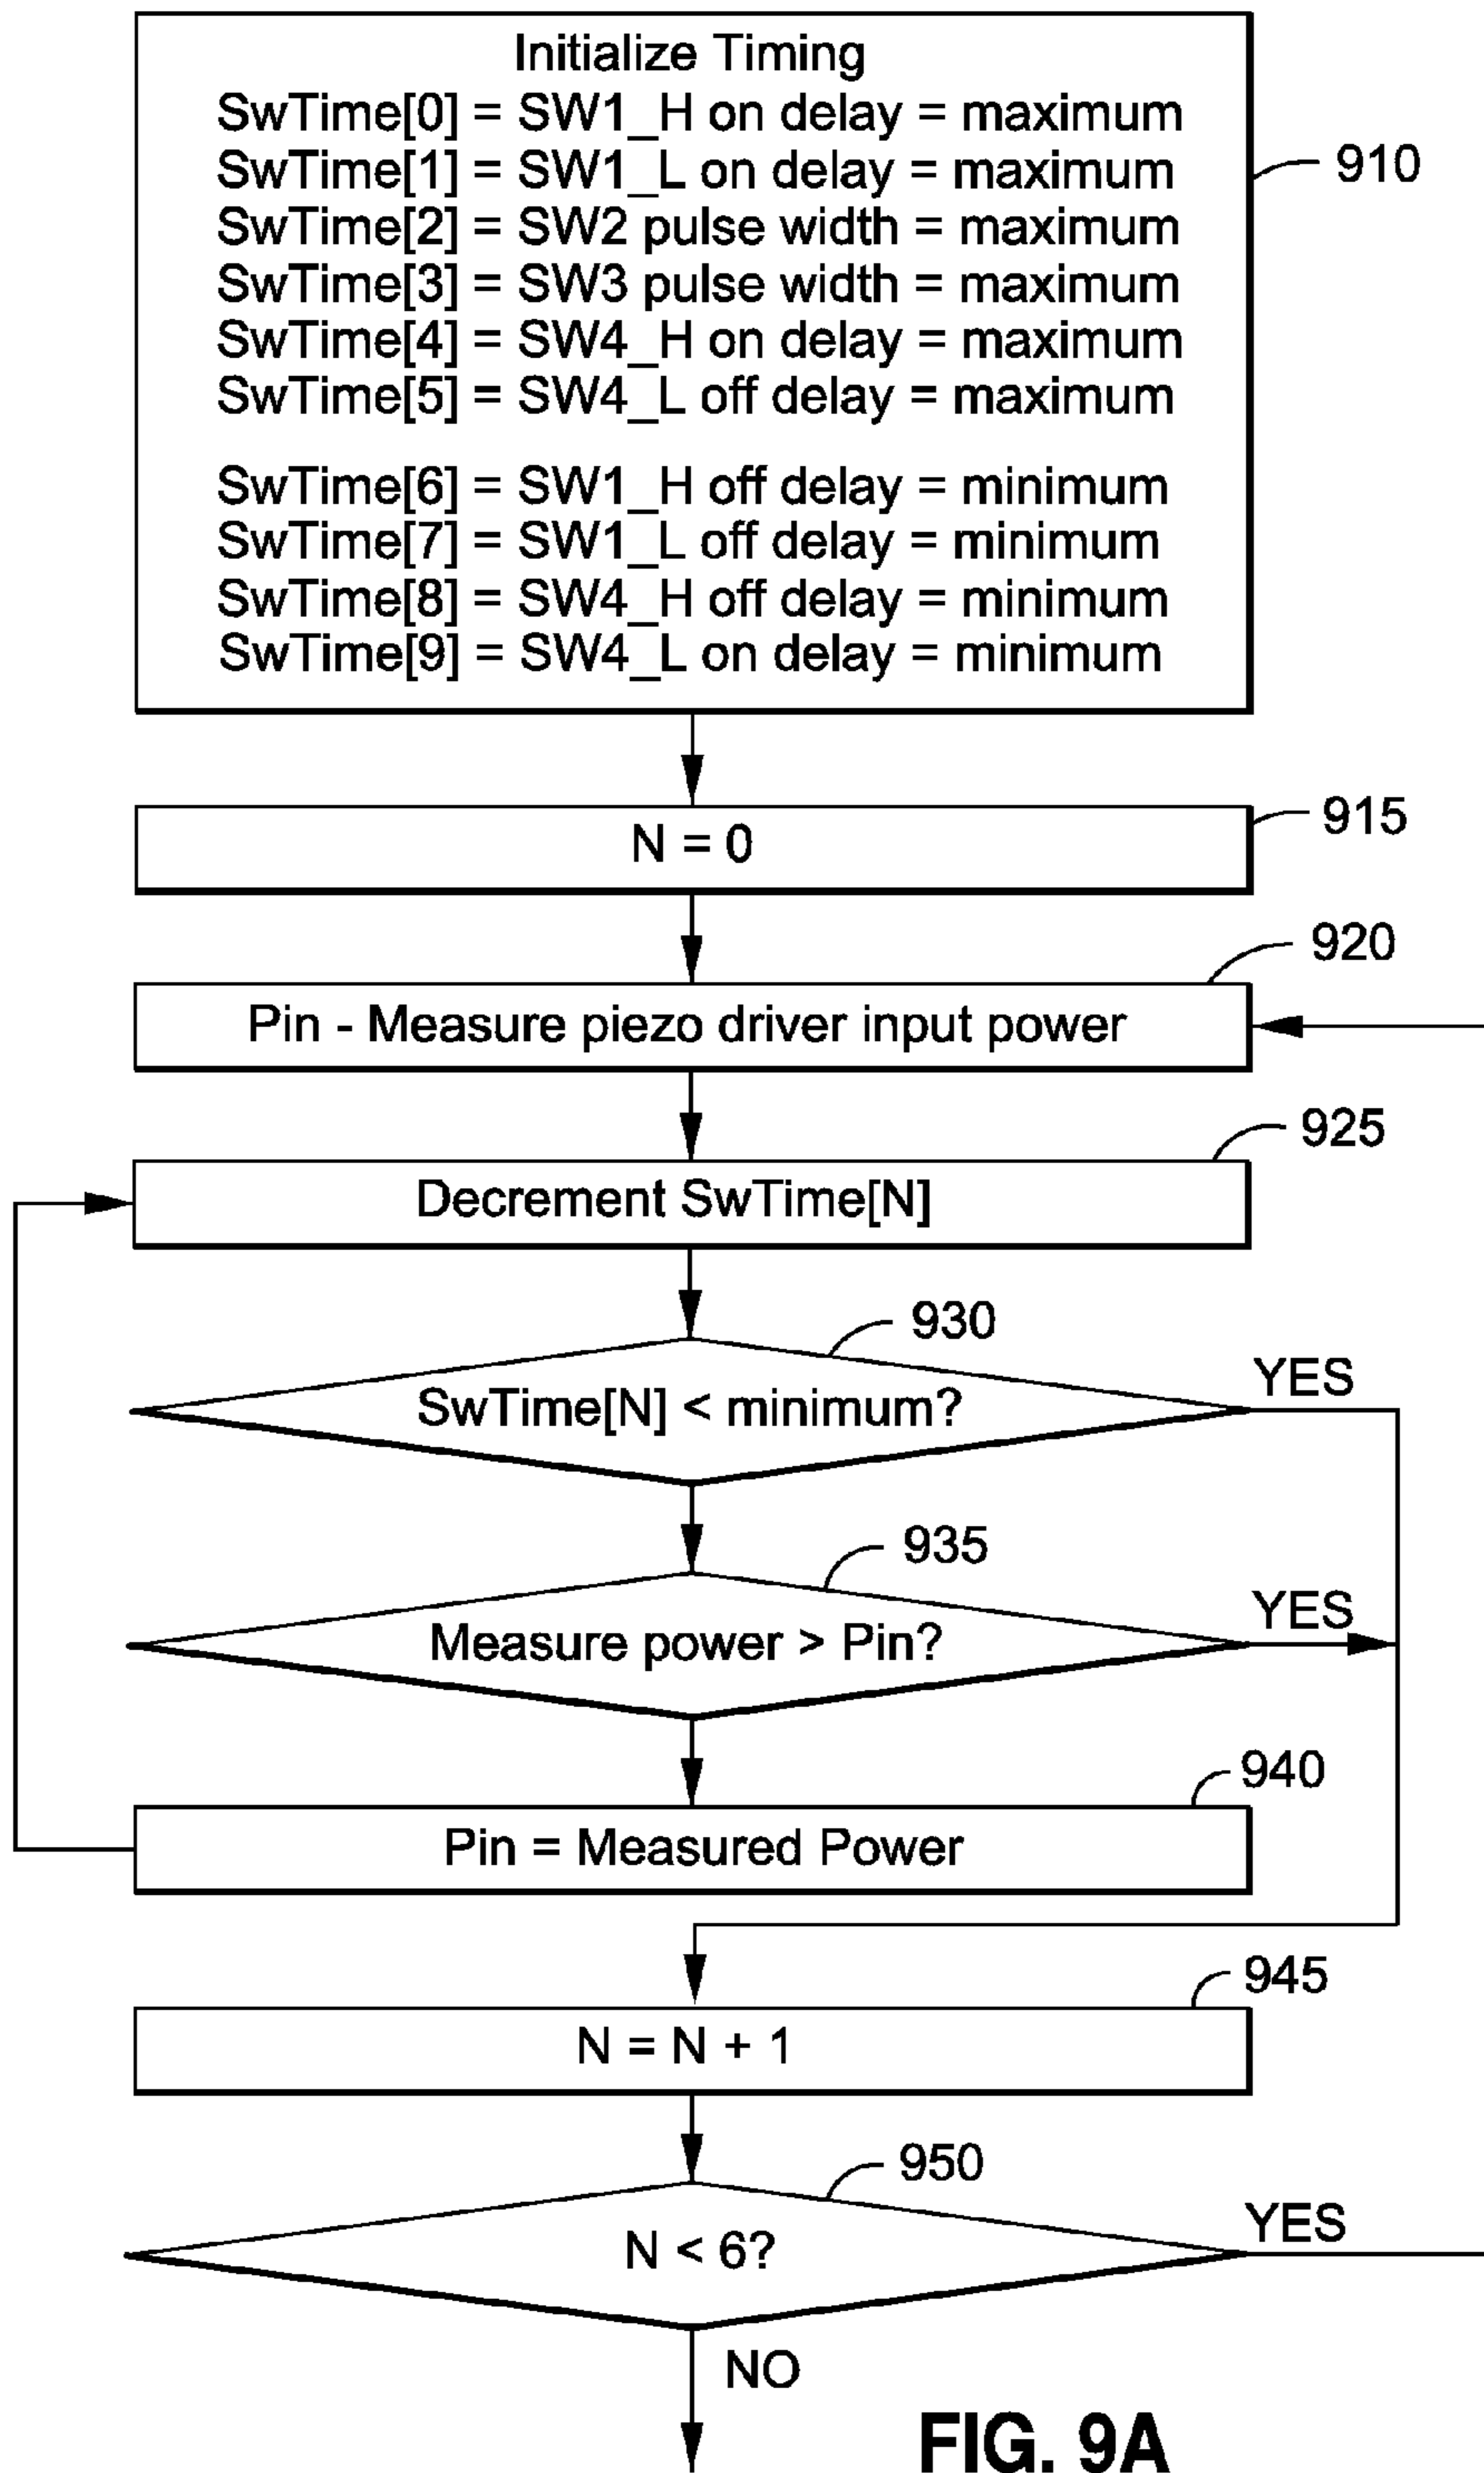 Initialize Timing
SwTime[0] = SW1_H on delay = maximum
SwTime[1] = SW1_L on delay = maximum
SwTime[2] = SW2 pulse width = maximum
SwTime[3] = SW3 pulse width = maximum
SwTime[4] = SW4_H on delay = maximum
SwTime[5] = SW4_L off delay = maximum
SwTime[6] = SW1_H off delay = minimum
SwTime[7] = SW1_L off delay = minimum
SwTime[8] = SW4_H off delay = minimum
SwTime[9] = SW4_L on delay = minimum
910
N = 0
915
920
Pin - Measure piezo driver input power
925
Decrement SwTime[N]
930
SwTime[N] < minimum?
YES
935
Measure power > Pin?
YES
940
Pin = Measured Power
945
N = N + 1
950
N < 6?
YES
NO
FIG. 9A